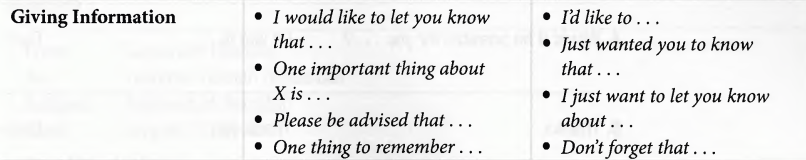 Giving Information
• I would like to let you know
that . . .
• One important thing about
X is . . .
• Please be advised that . . .
• One thing to remember . . .
• I'd like to . . .
• Just wanted you to know
that . . .
• I just want to let you know
about . . .
• Don't forget that . . .